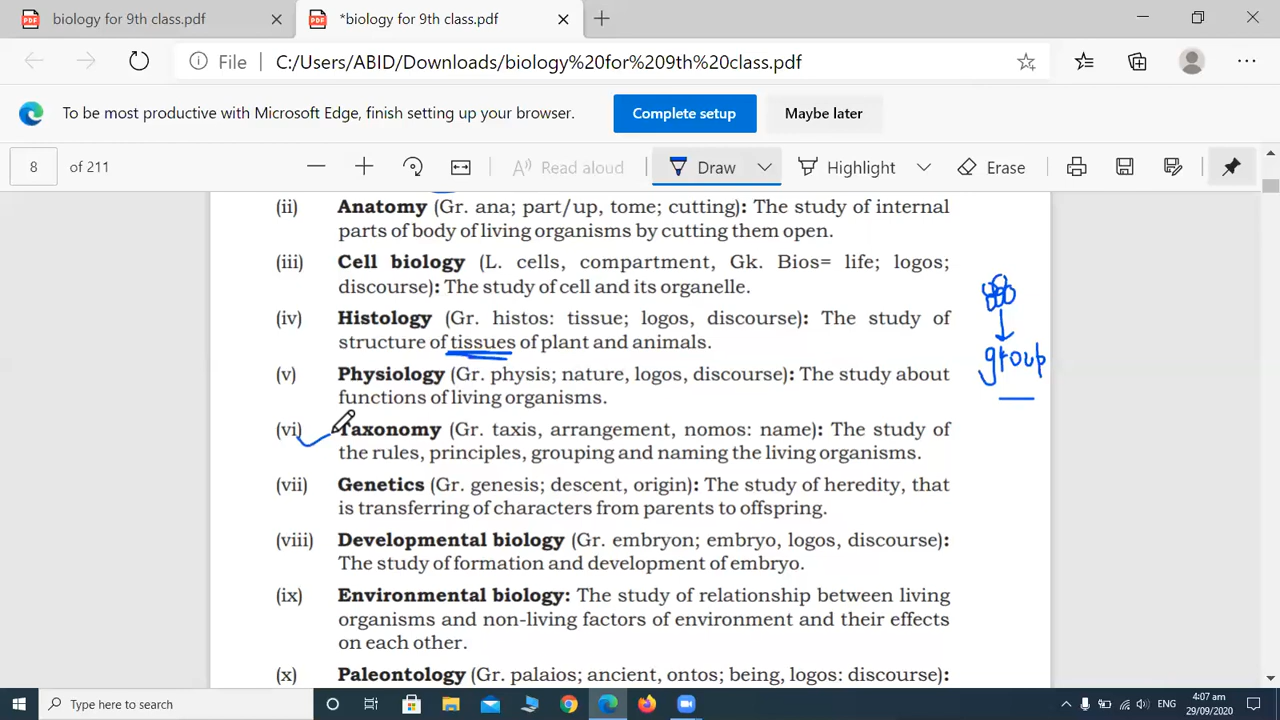 biology for 9th class.pdf
*biology for 9th class.pdf
File
C:/Users/ABID/Downloads/biology%20for%209th%20class.pdf
To be most productive with Microsoft Edge, finish setting up your browser.
Complete setup
Maybe later
8 of 211
Read aloud
Draw
Highlight
Erase
(ii) Anatomy (Gr. ana; part/up, tome; cutting): The study of internal
parts of body of living organisms by cutting them open.
(iii) Cell biology (L. cells, compartment, Gk. Bios= life; logos;
discourse): The study of cell and its organelle.
(iv) Histology (Gr. histos: tissue; logos, discourse): The study of
structure of tissues of plant and animals.
group
(v) Physiology (Gr. physis; nature, logos, discourse): The study about
functions of living organisms.
(vi) Taxonomy (Gr. taxis, arrangement, nomos: name): The study of
the rules, principles, grouping and naming the living organisms.
(vii) Genetics (Gr. genesis; descent, origin): The study of heredity, that
is transferring of characters from parents to offspring.
(viii) Developmental biology (Gr. embryon; embryo, logos, discourse):
The study of formation and development of embryo.
(ix) Environmental biology: The study of relationship between living
organisms and non-living factors of environment and their effects
on each other.
(x) Paleontology (Gr. palaios; ancient, ontos; being, logos: discourse):
Type here to search
ENG
4:07 am
29/09/2020